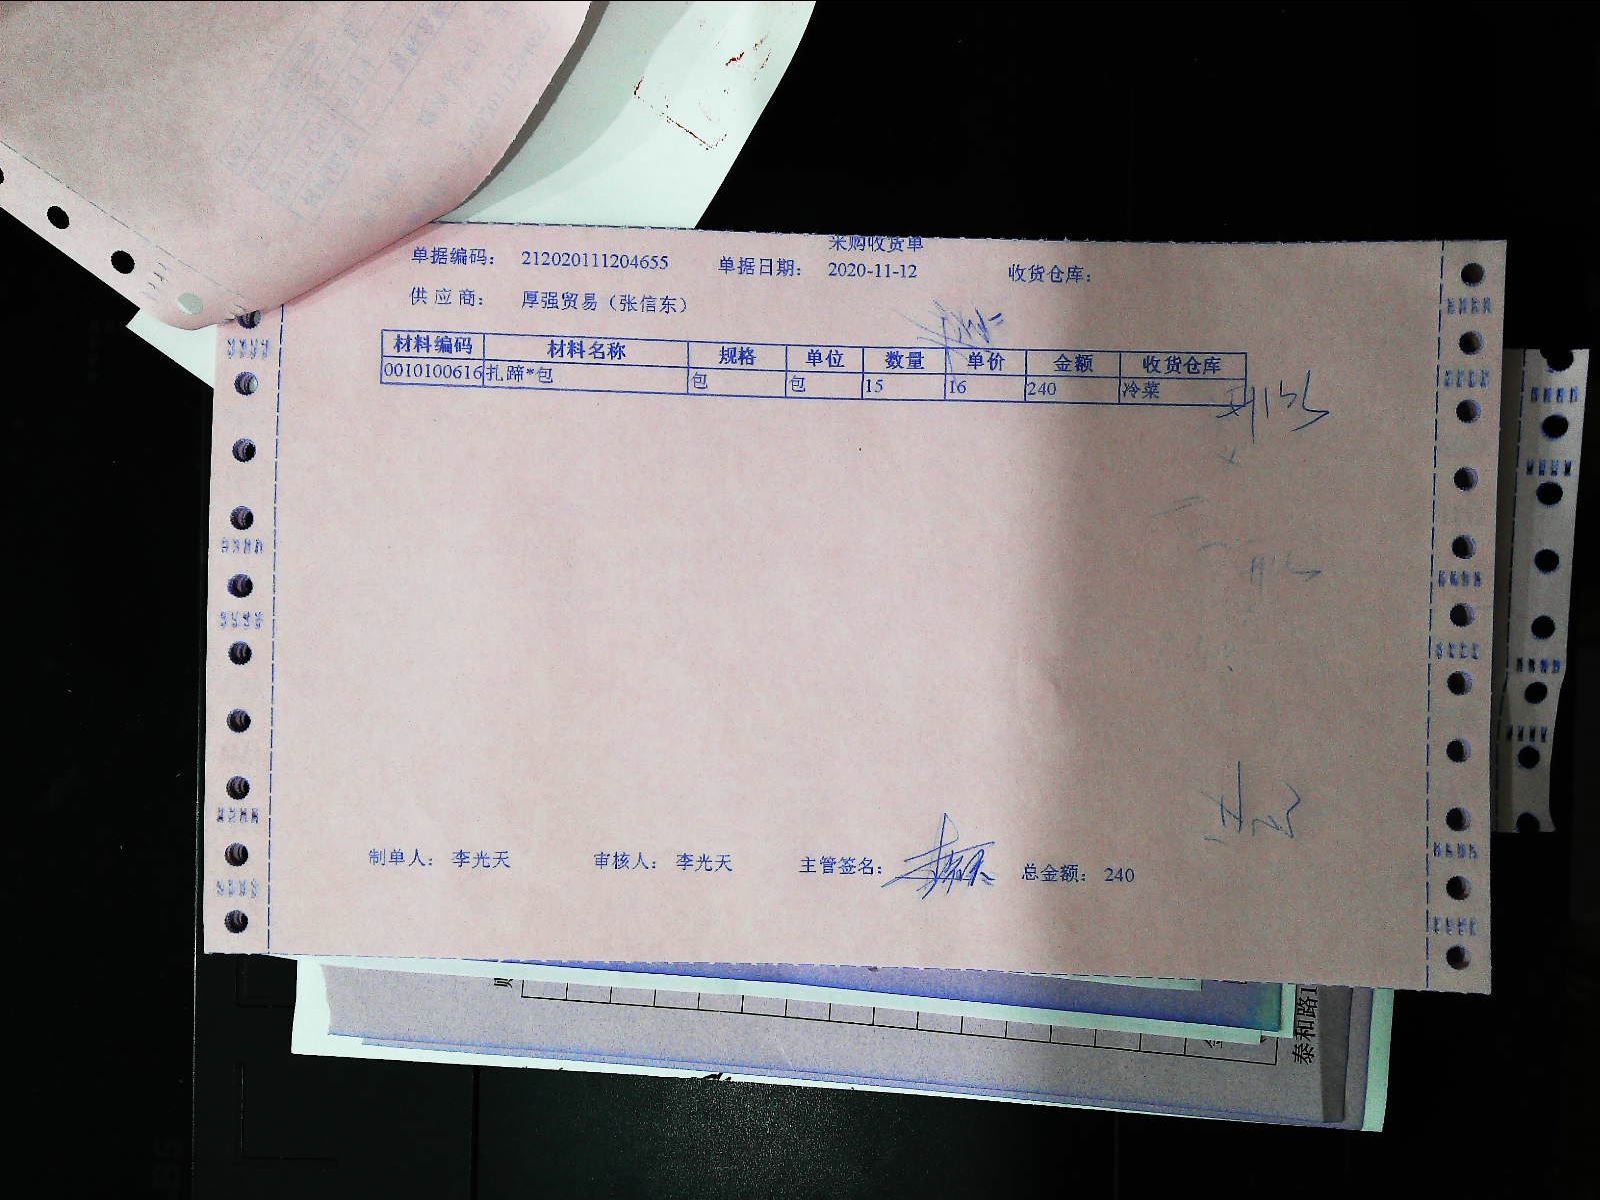 采购收货单
单据编码： 212020111204655 单据日期： 2020-11-12 收货仓库：
供应商： 厚强贸易（张信东）
材料编码 材料名称 规格 单位 数量 单价 金额 收货仓库
0010100616 扎蹄*包 包 包 15 16 240 冷菜
制单人： 李光天 审核人： 李光天 主管签名： 总金额： 240
泰和路1